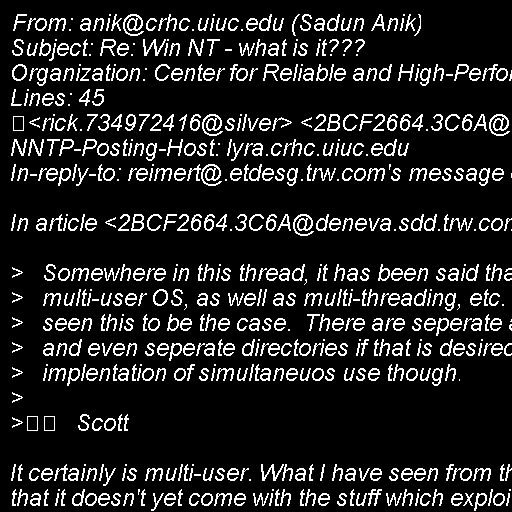 From: anik@crhc.uiuc.edu (Sadun Anik)
Subject: Re: Win NT - what is it???
Organization: Center for Reliable and High-Perfor
Lines: 45
<rick.734972416@silver> <2BCF2664.3C6A@
NNTP-Posting-Host: lyra.crhc.uiuc.edu
In-reply-to: reimert@.etdesg.trw.com's message
In article <2BCF2664.3C6A@deneva.sdd.trw.com
> Somewhere in this thread, it has been said tha
> multi-user OS, as well as multi-threading, etc.
> seen this to be the case. There are seperate a
> and even seperate directories if that is desired
> implentation of simultaneuos use though.
>
> Scott
It certainly is multi-user. What I have seen from th
that it doesn't yet come with the stuff which exploi